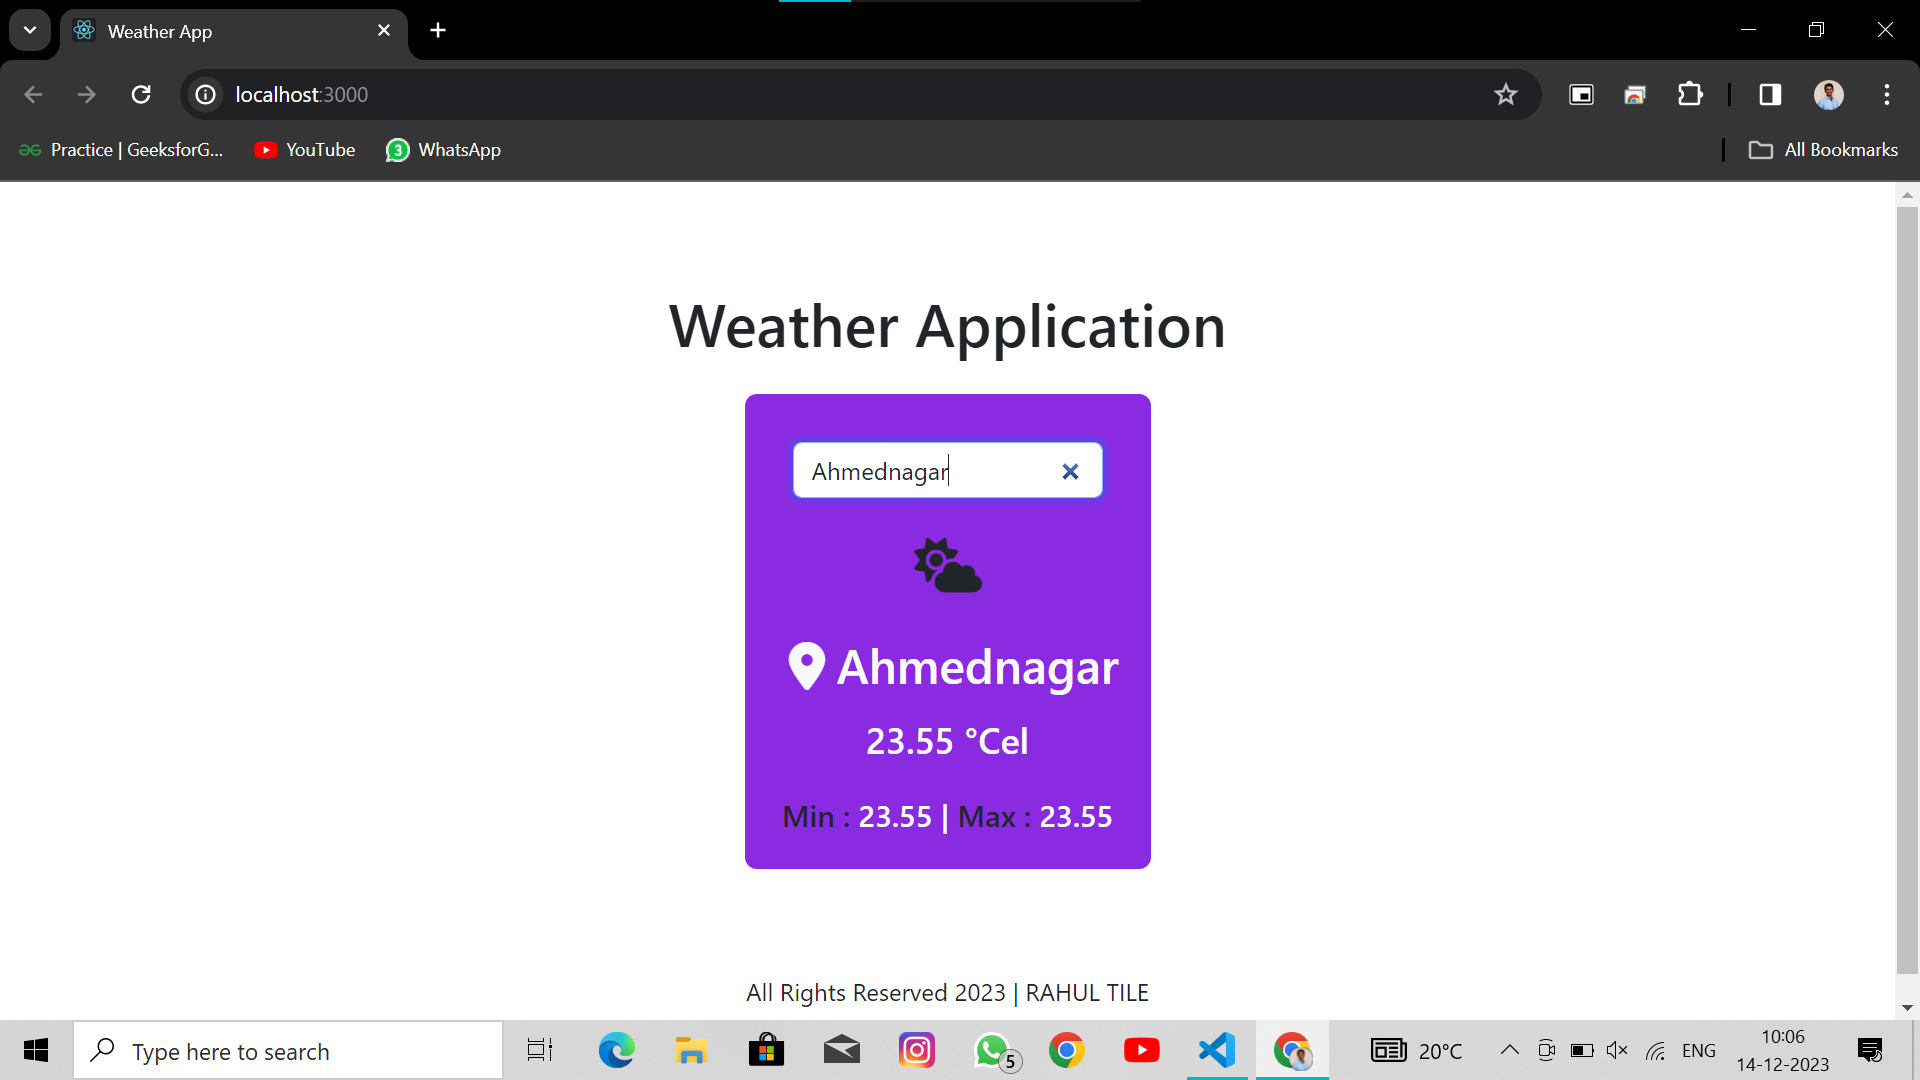 Weather App
localhost:3000
Practice | GeeksforG...
YouTube
3
WhatsApp
All Bookmarks
Weather Application
Ahmednagar
Ahmednagar
23.55 °Cel
Min : 23.55 | Max : 23.55
All Rights Reserved 2023 | RAHUL TILE
Type here to search
5
20°C
ENG
10:06
14-12-2023